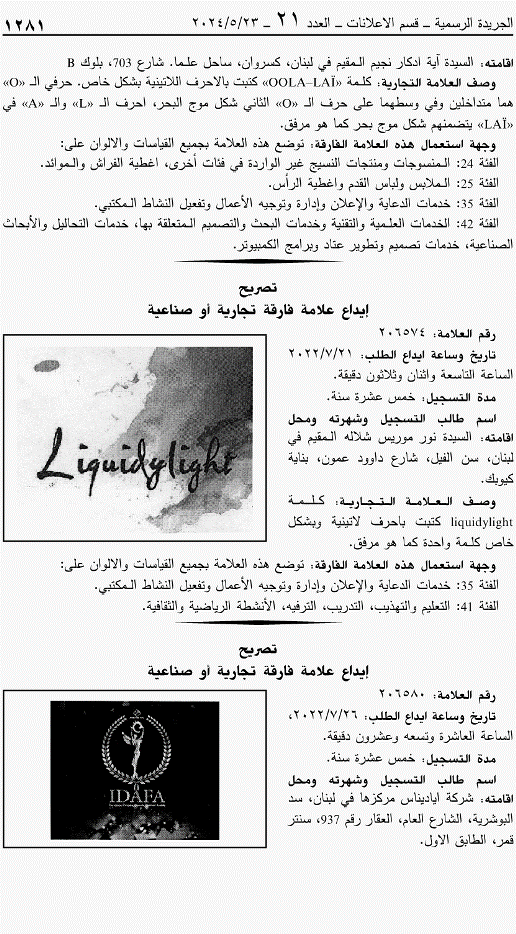 الجريدة الرسمية ـ قسم الاعلانات ـ العدد ٢١ ـ ٢٠٢٤/٥/٢٣
١٢٨١
اقامته: السيدة آية ادكار نجيم المقيم في لبنان، كسروان، ساحل علما. شارع 703، بلوك B
وصف العلامة التجارية: كلمة «OOLA–LAÏ» كتبت بالاحرف اللاتينية بشكل خاص. حرفي الـ «O»
هما متداخلين وفي وسطهما على حرف الـ «O» الثاني شكل موج البحر، احرف الـ «L» والـ «A» في
«LAÏ» يتضمنهم شكل موج بحر كما هو مرفق.
وجهة استعمال هذه العلامة الفارقة: توضع هذه العلامة بجميع القياسات والالوان على:
الفئة 24: المنسوجات ومنتجات النسيج غير الواردة في فئات أخرى، اغطية الفراش والموائد.
الفئة 25: الملابس ولباس القدم واغطية الرأس.
الفئة 35: خدمات الدعاية والإعلان وإدارة وتوجيه الأعمال وتفعيل النشاط المكتبي.
الفئة 42: الخدمات العلمية والتقنية وخدمات البحث والتصميم المتعلقة بها، خدمات التحاليل والأبحاث
الصناعية، خدمات تصميم وتطوير عتاد وبرامج الكمبيوتر.
تصريح
إيداع علامة فارقة تجارية أو صناعية
رقم العلامة: ٢٠٦٥٧٤
تاريخ وساعة ايداع الطلب: ٢٠٢٢/٧/٢١
الساعة التاسعة واثنان وثلاثون دقيقة.
مدة التسجيل: خمس عشرة سنة.
اسم طالب التسجيل وشهرته ومحل
اقامته: السيدة نور موريس شلاله المقيم في
لبنان، سن الفيل، شارع داوود عمون، بناية
كيوبك.
وصف العلامة التجارية: كلمة
liquidylight كتبت باحرف لاتينية وبشكل
خاص كلمة واحدة كما هو مرفق.
Liquidylight
وجهة استعمال هذه العلامة الفارقة: توضع هذه العلامة بجميع القياسات والالوان على:
الفئة 35: خدمات الدعاية والإعلان وإدارة وتوجيه الأعمال وتفعيل النشاط المكتبي.
الفئة 41: التعليم والتهذيب، التدريب، الترفيه، الأنشطة الرياضية والثقافية.
تصريح
إيداع علامة فارقة تجارية أو صناعية
رقم العلامة: ٢٠٦٥٨٠
تاريخ وساعة ايداع الطلب: ٢٠٢٢/٧/٢٦،
الساعة العاشرة وتسعه وعشرون دقيقة.
مدة التسجيل: خمس عشرة سنة.
اسم طالب التسجيل وشهرته ومحل
اقامته: شركة اياديناس مركزها في لبنان، سد
البوشرية، الشارع العام، العقار رقم 937، سنتر
قمر، الطابق الاول.
IDAFA